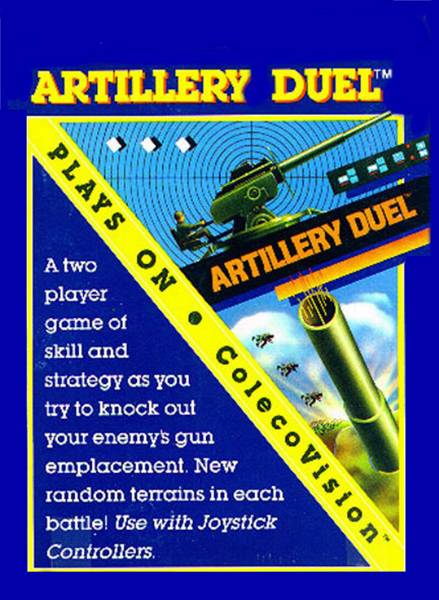 ARTILLERY DUEL™
PLAYS ON • ColecoVision™
ARTILLERY DUEL
A two
player
game of
skill and
strategy as you
try to knock out
your enemy's gun
emplacement. New
random terrains in each
battle! Use with Joystick
Controllers.